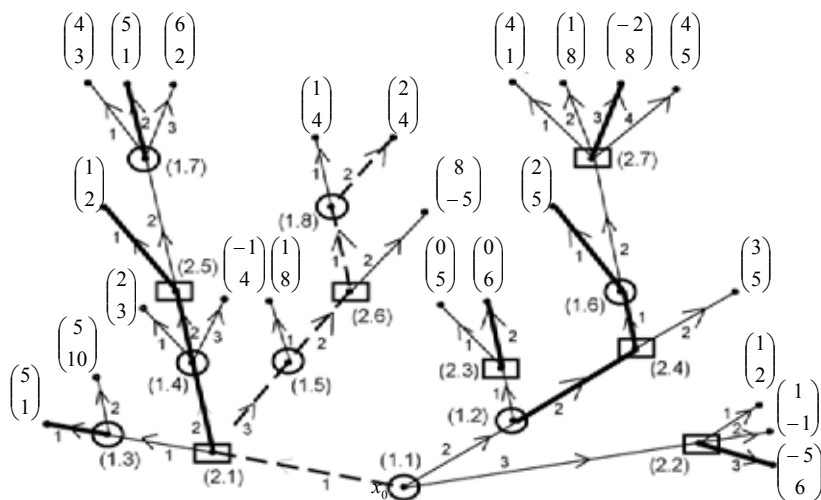 (4 3) (5 1) (6 2) (4 1) (1 8) (−2 8) (4 5)
(1 4) (2 4)
1 2 3 1 2 3 4
(1.7) (2.7)
(1 2) 1 2 (8 −5) (2 5)
2 (1.8)
1 1 2 1 2
(2.5) (−1 4) (1 8) (0 5) (0 6) (3 5)
(2 3) (2.6) (1.6)
1 2 3 1 2 1 2 1 2
(5 10) (2.3) (2.4)
(5 1) (1.4) (1.5) (1 2)
(1.2) 1 2
2 1 2 3 2 1 (1 −1)
1 (1.3) 1 2
(2.1) (1.1) 3 (2.2) 3 (−5 6)
1
x₀